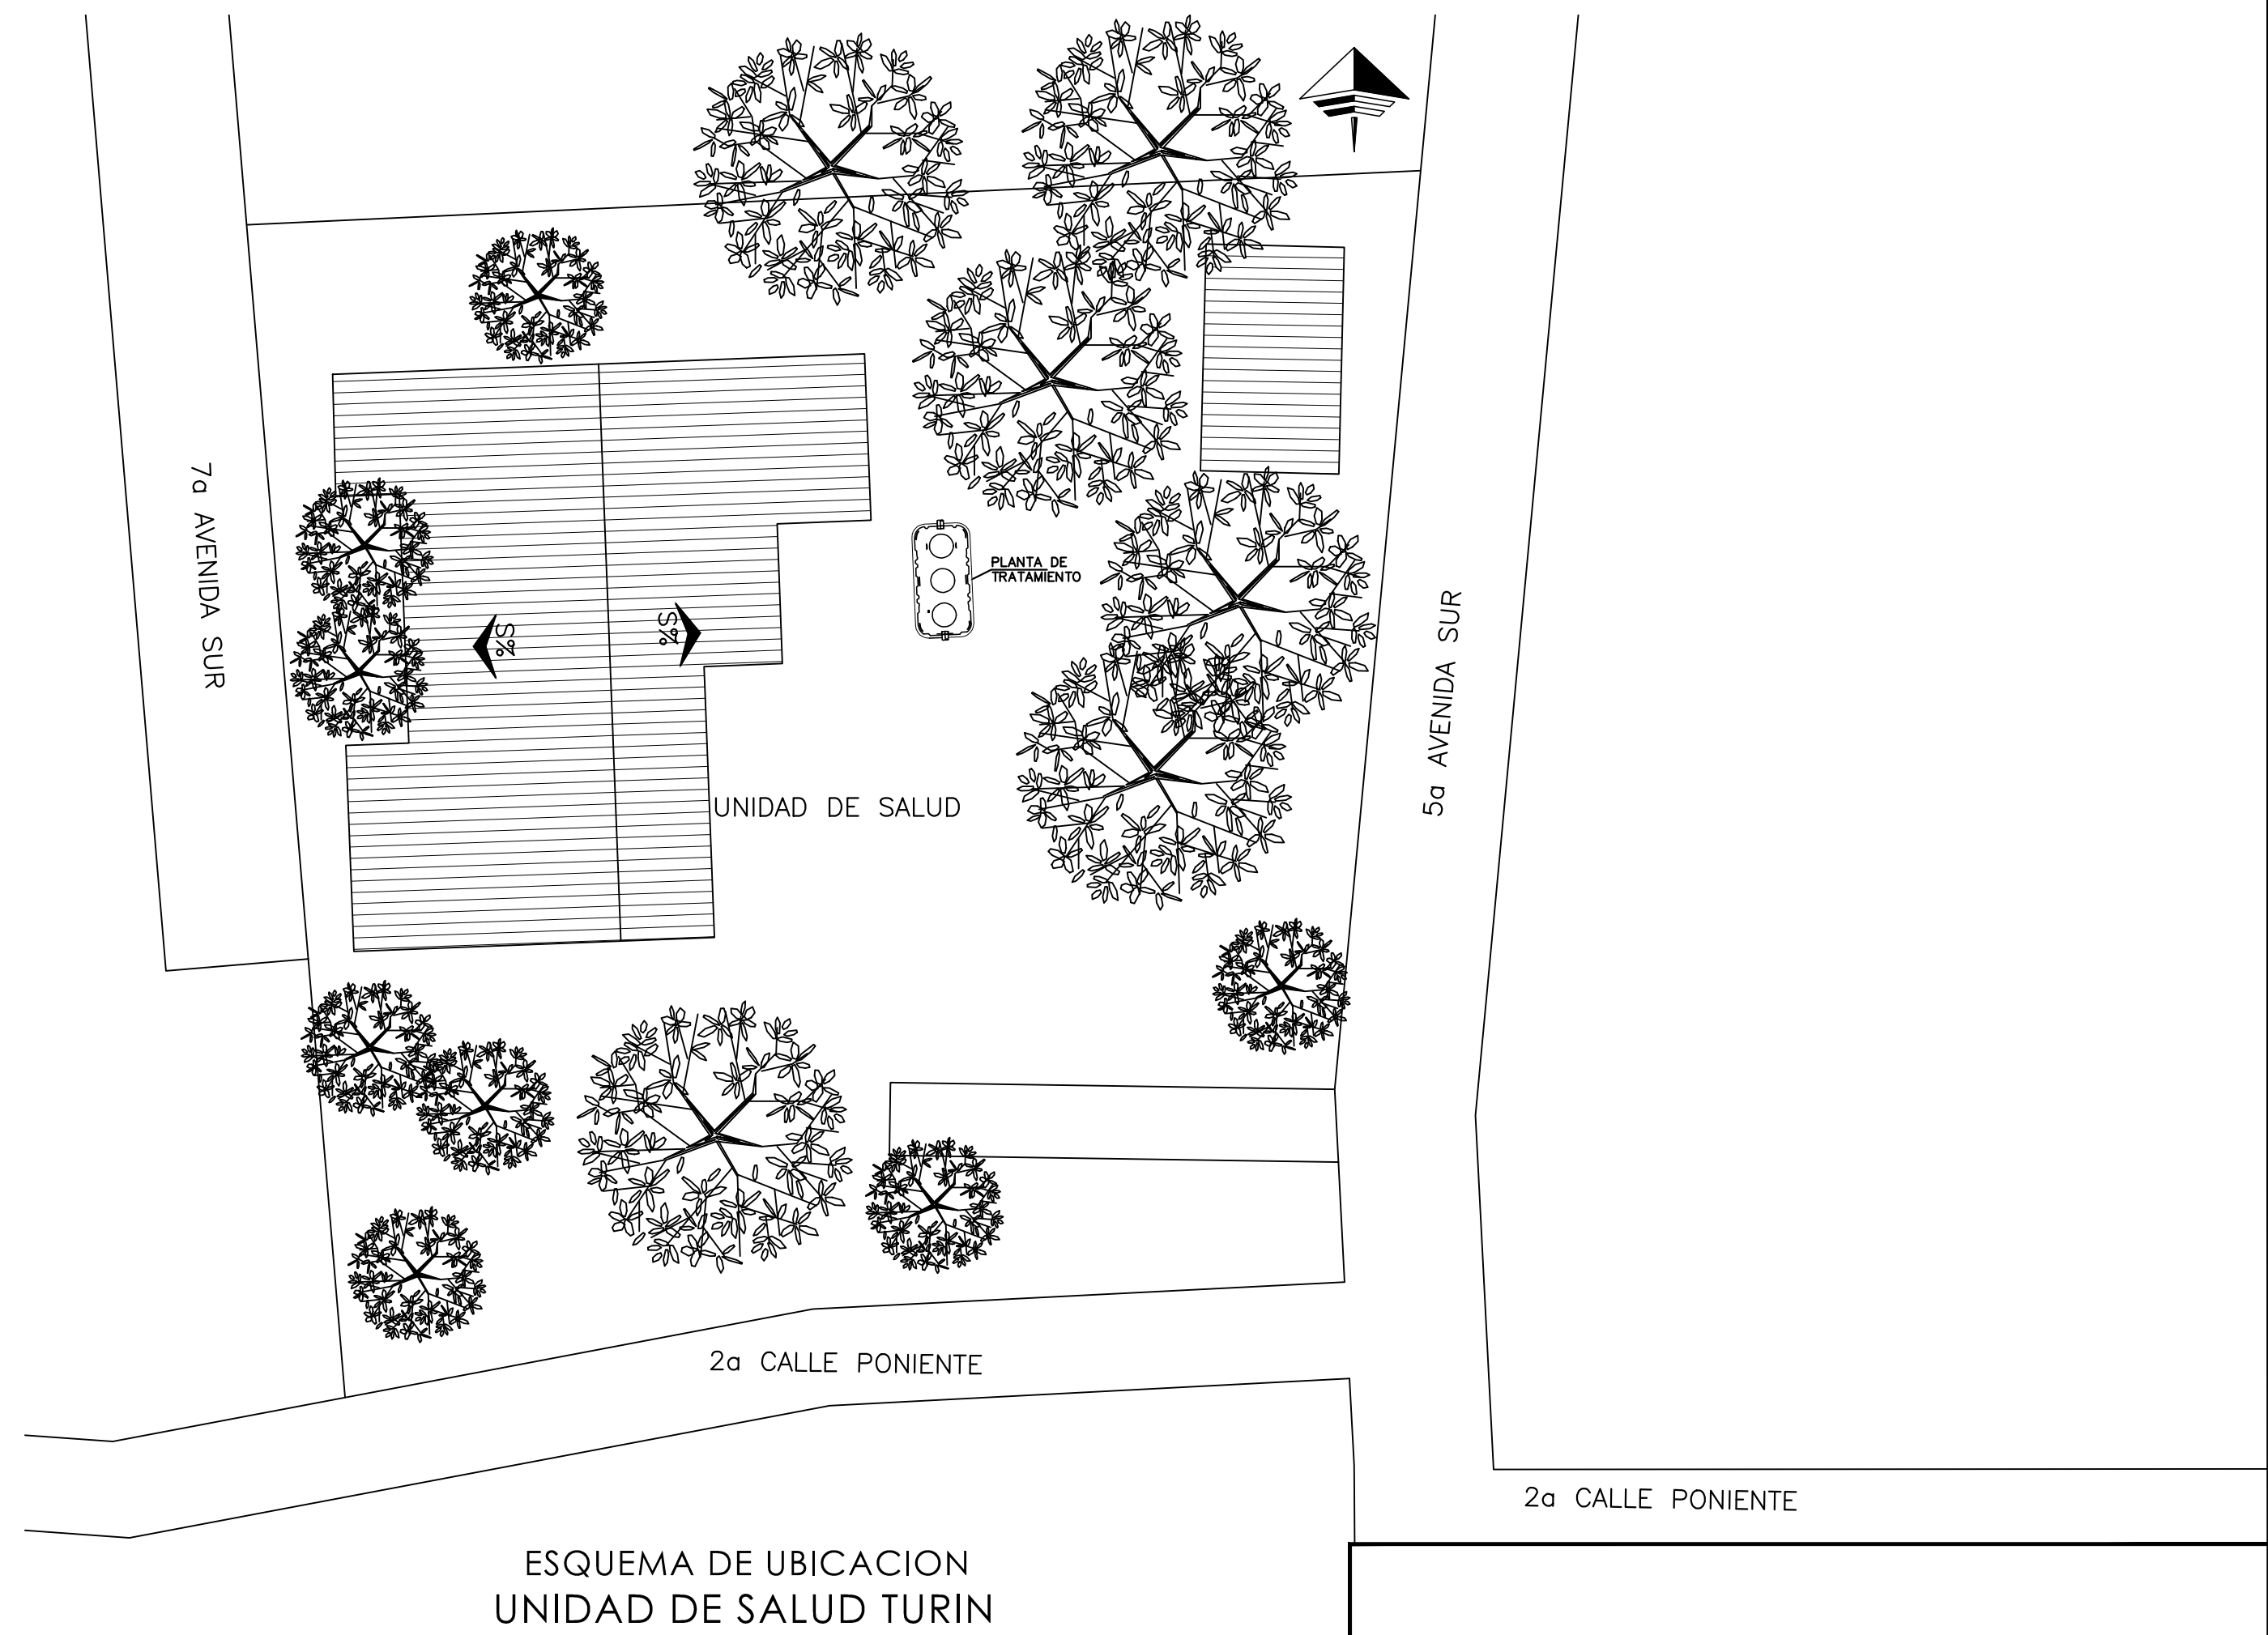 PLANTA DE
TRATAMIENTO
7a AVENIDA SUR
S%
S%
5a AVENIDA SUR
UNIDAD DE SALUD
2a CALLE PONIENTE
2a CALLE PONIENTE
ESQUEMA DE UBICACION
UNIDAD DE SALUD TURIN